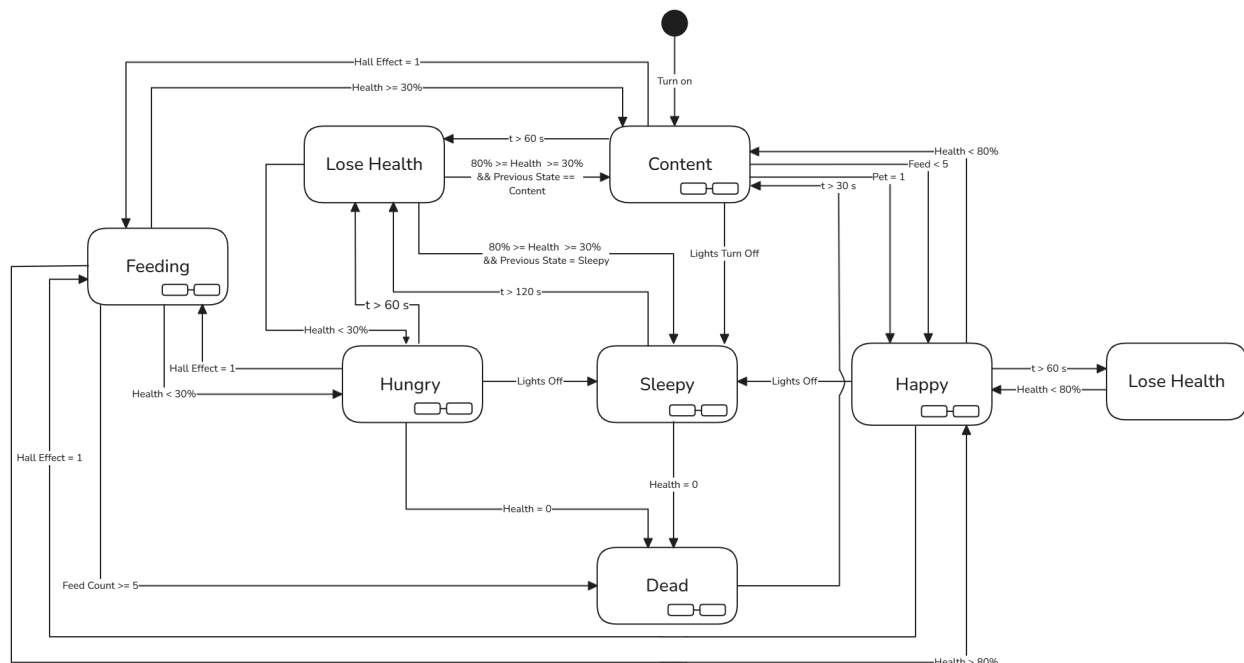 Hall Effect = 1
Turn on
Health >= 30%
t > 60 s
Lose Health
80% >= Health >= 30%
&& Previous State ==
Content
Content
Health < 80%
Feed < 5
Pet = 1
t > 30 s
Feeding
80% >= Health >= 30%
&& Previous State = Sleepy
Lights Turn Off
t > 120 s
t > 60 s
Health < 30%
Hall Effect = 1
Health < 30%
Hungry
Lights Off
Sleepy
Lights Off
Happy
t > 60 s
Health < 80%
Lose Health
Hall Effect = 1
Health = 0
Health = 0
Feed Count >= 5
Dead
Health > 80%